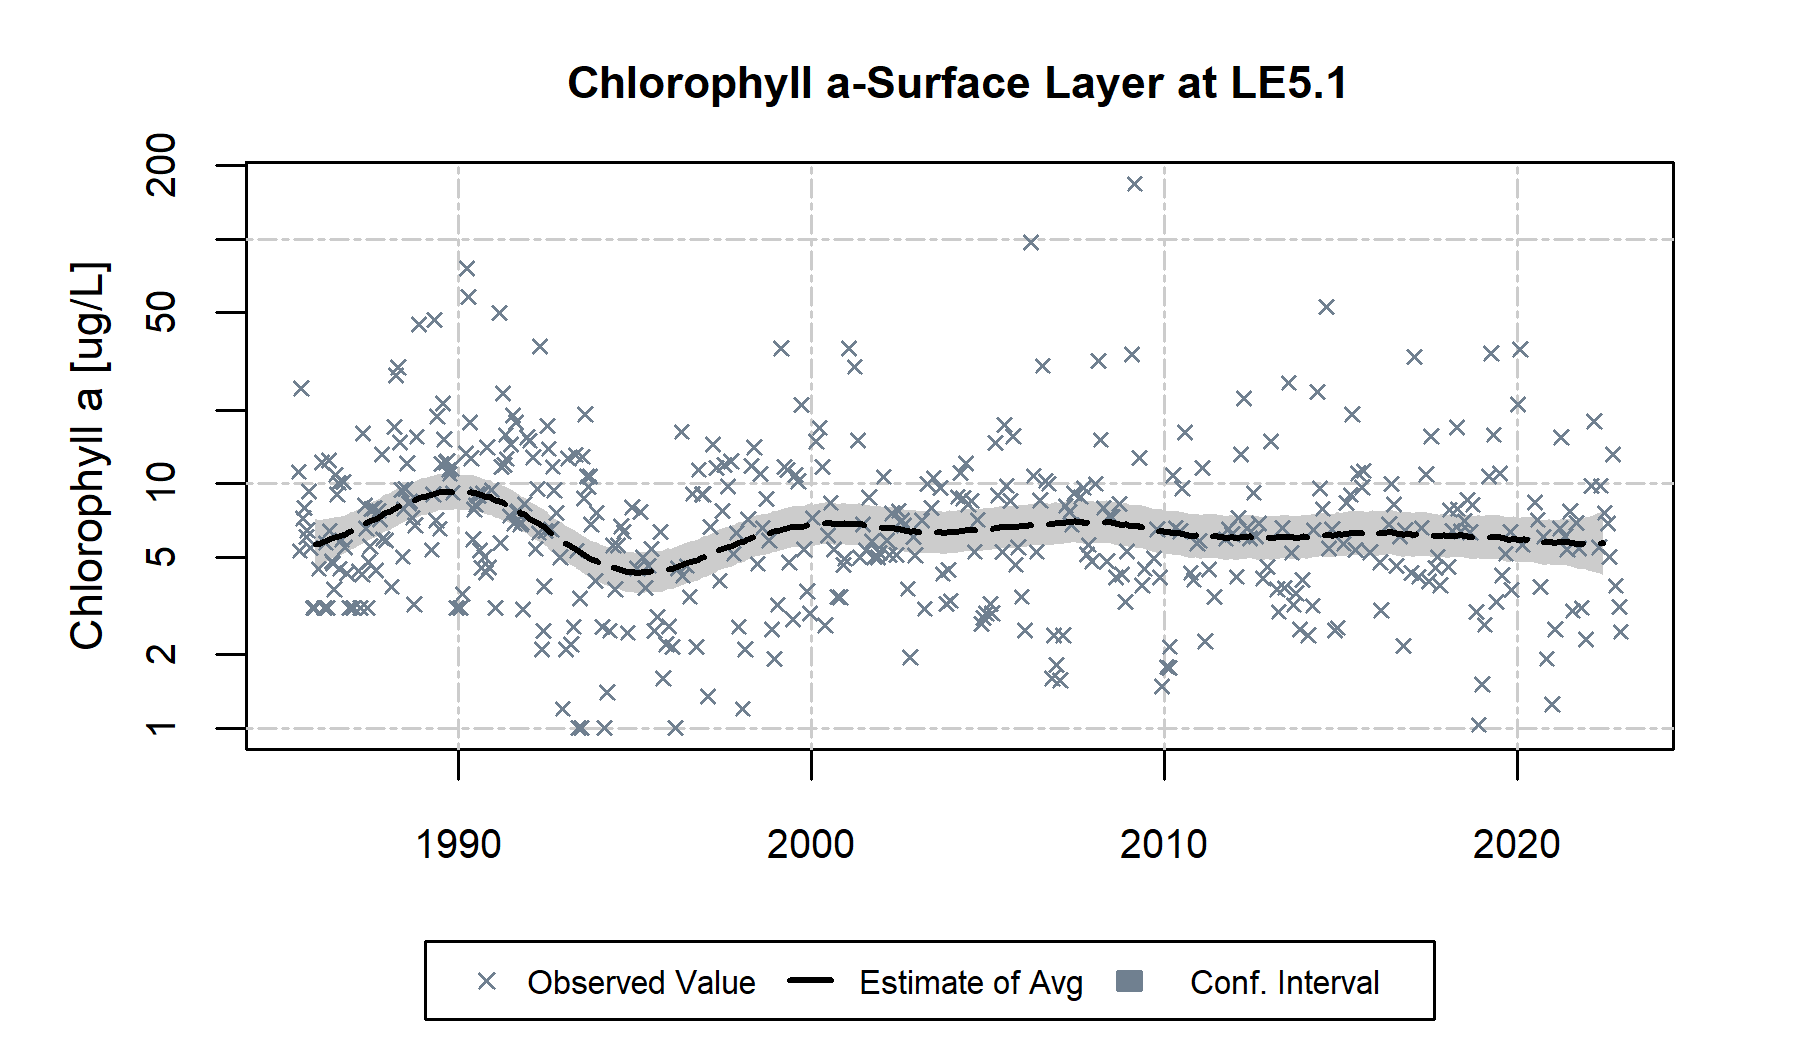 Chlorophyll a-Surface Layer at LE5.1
Chlorophyll a [ug/L]
200
50
10
5
2
1
1990 2000 2010 2020
Observed Value Estimate of Avg Conf. Interval